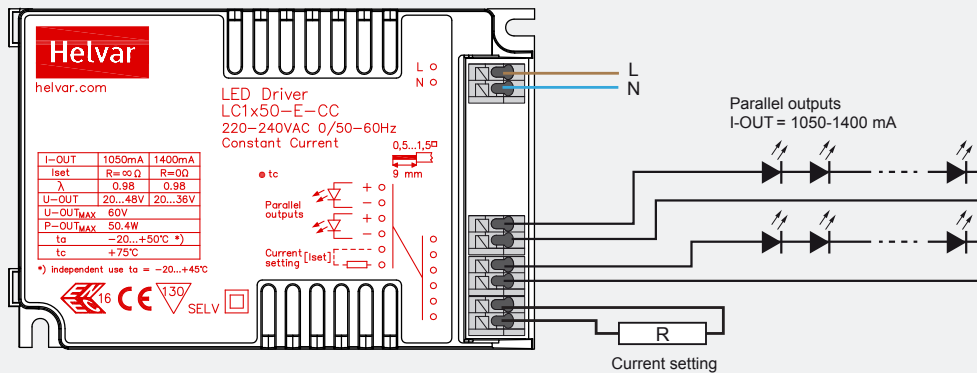 Helvar
helvar.com
L
N
LED Driver
LC1x50-E-CC
220-240VAC 0/50-60Hz
Constant Current
0,5...1,5
9 mm
I-OUT 1050mA 1400mA
Iset R=∞Ω R=0Ω
λ 0.98 0.98
U-OUT 20...48V 20...36V
U-OUTMAX 60V
P-OUTMAX 50.4W
ta -20...+50℃ *)
tc +75℃
*) independent use ta = -20...+45℃
tc
Parallel
outputs
+
-
+
-
Current
setting [Iset]
16 CE 130 SELV
L
N
Parallel outputs
I-OUT = 1050-1400 mA
R
Current setting